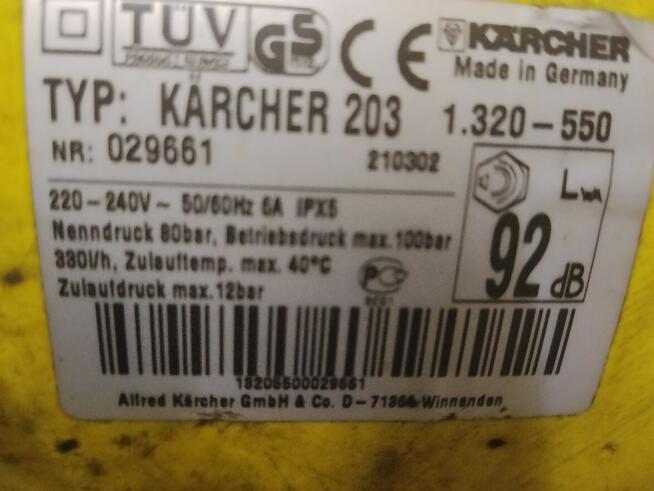 TÜV
GS
CE
KÄRCHER
Made in Germany
TYP: KÄRCHER 203 1.320-550
NR: 029661 210302
220-240V ~ 50/60Hz 6A IPX5
Nenndruck 80bar, Betriebsdruck max.100bar
330l/h, Zulauftemp. max. 40°C
Zulaufdruck max.12bar
LWA
92 dB
13205500029661
Alfred Kärcher GmbH & Co. D-71364 Winnenden